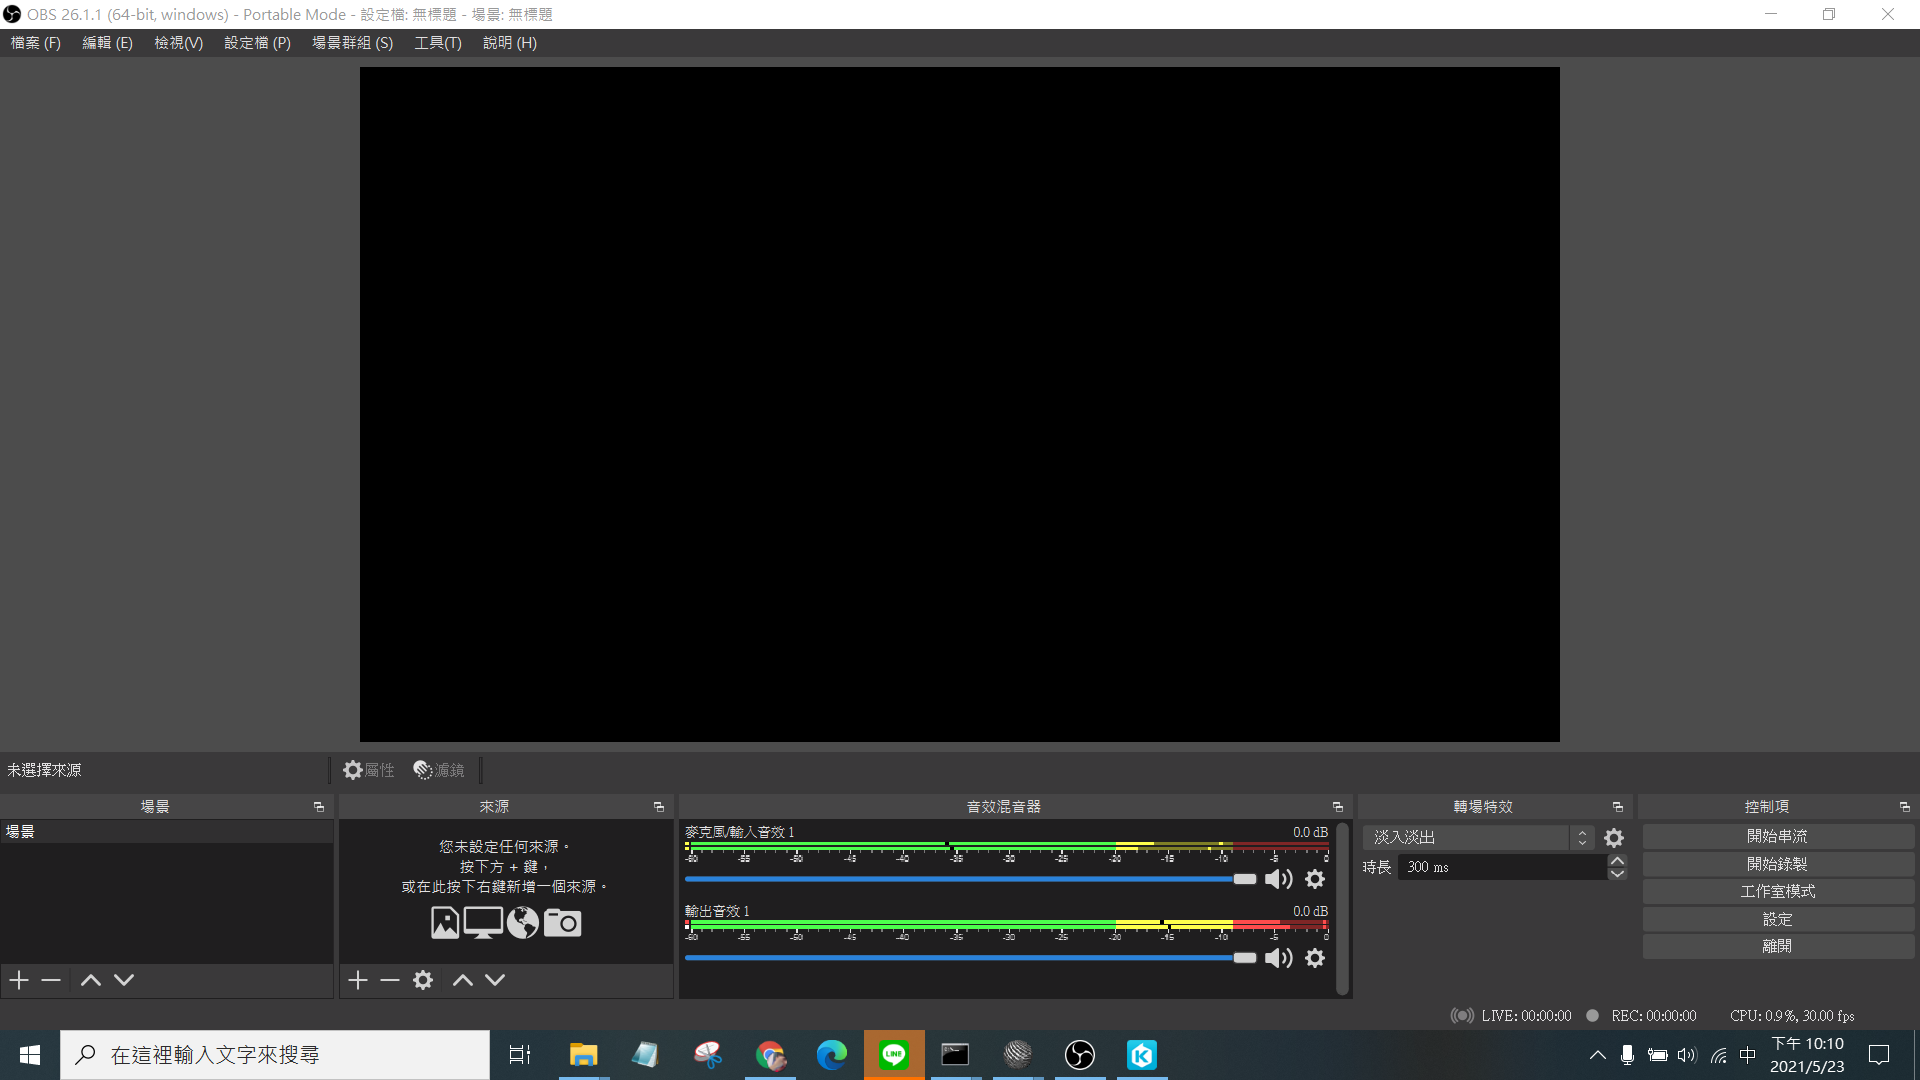 OBS 26.1.1 (64-bit, windows) - Portable Mode - 設定檔: 無標題 - 場景: 無標題
檔案 (F) 編輯 (E) 檢視(V) 設定檔 (P) 場景群組 (S) 工具(T) 說明 (H)
未選擇來源 屬性 濾鏡
場景 來源 音效混音器 轉場特效 控制項
場景
您未設定任何來源。
按下方 + 鍵，
或在此按下右鍵新增一個來源。
麥克風/輸入音效 1 0.0 dB
-60 -55 -50 -45 -40 -35 -30 -25 -20 -15 -10 -5 0
輸出音效 1 0.0 dB
-60 -55 -50 -45 -40 -35 -30 -25 -20 -15 -10 -5 0
淡入淡出
時長 300 ms
開始串流
開始錄製
工作室模式
設定
離開
LIVE: 00:00:00 REC: 00:00:00 CPU: 0.9%, 30.00 fps
在這裡輸入文字來搜尋
LINE
K
中
下午 10:10
2021/5/23